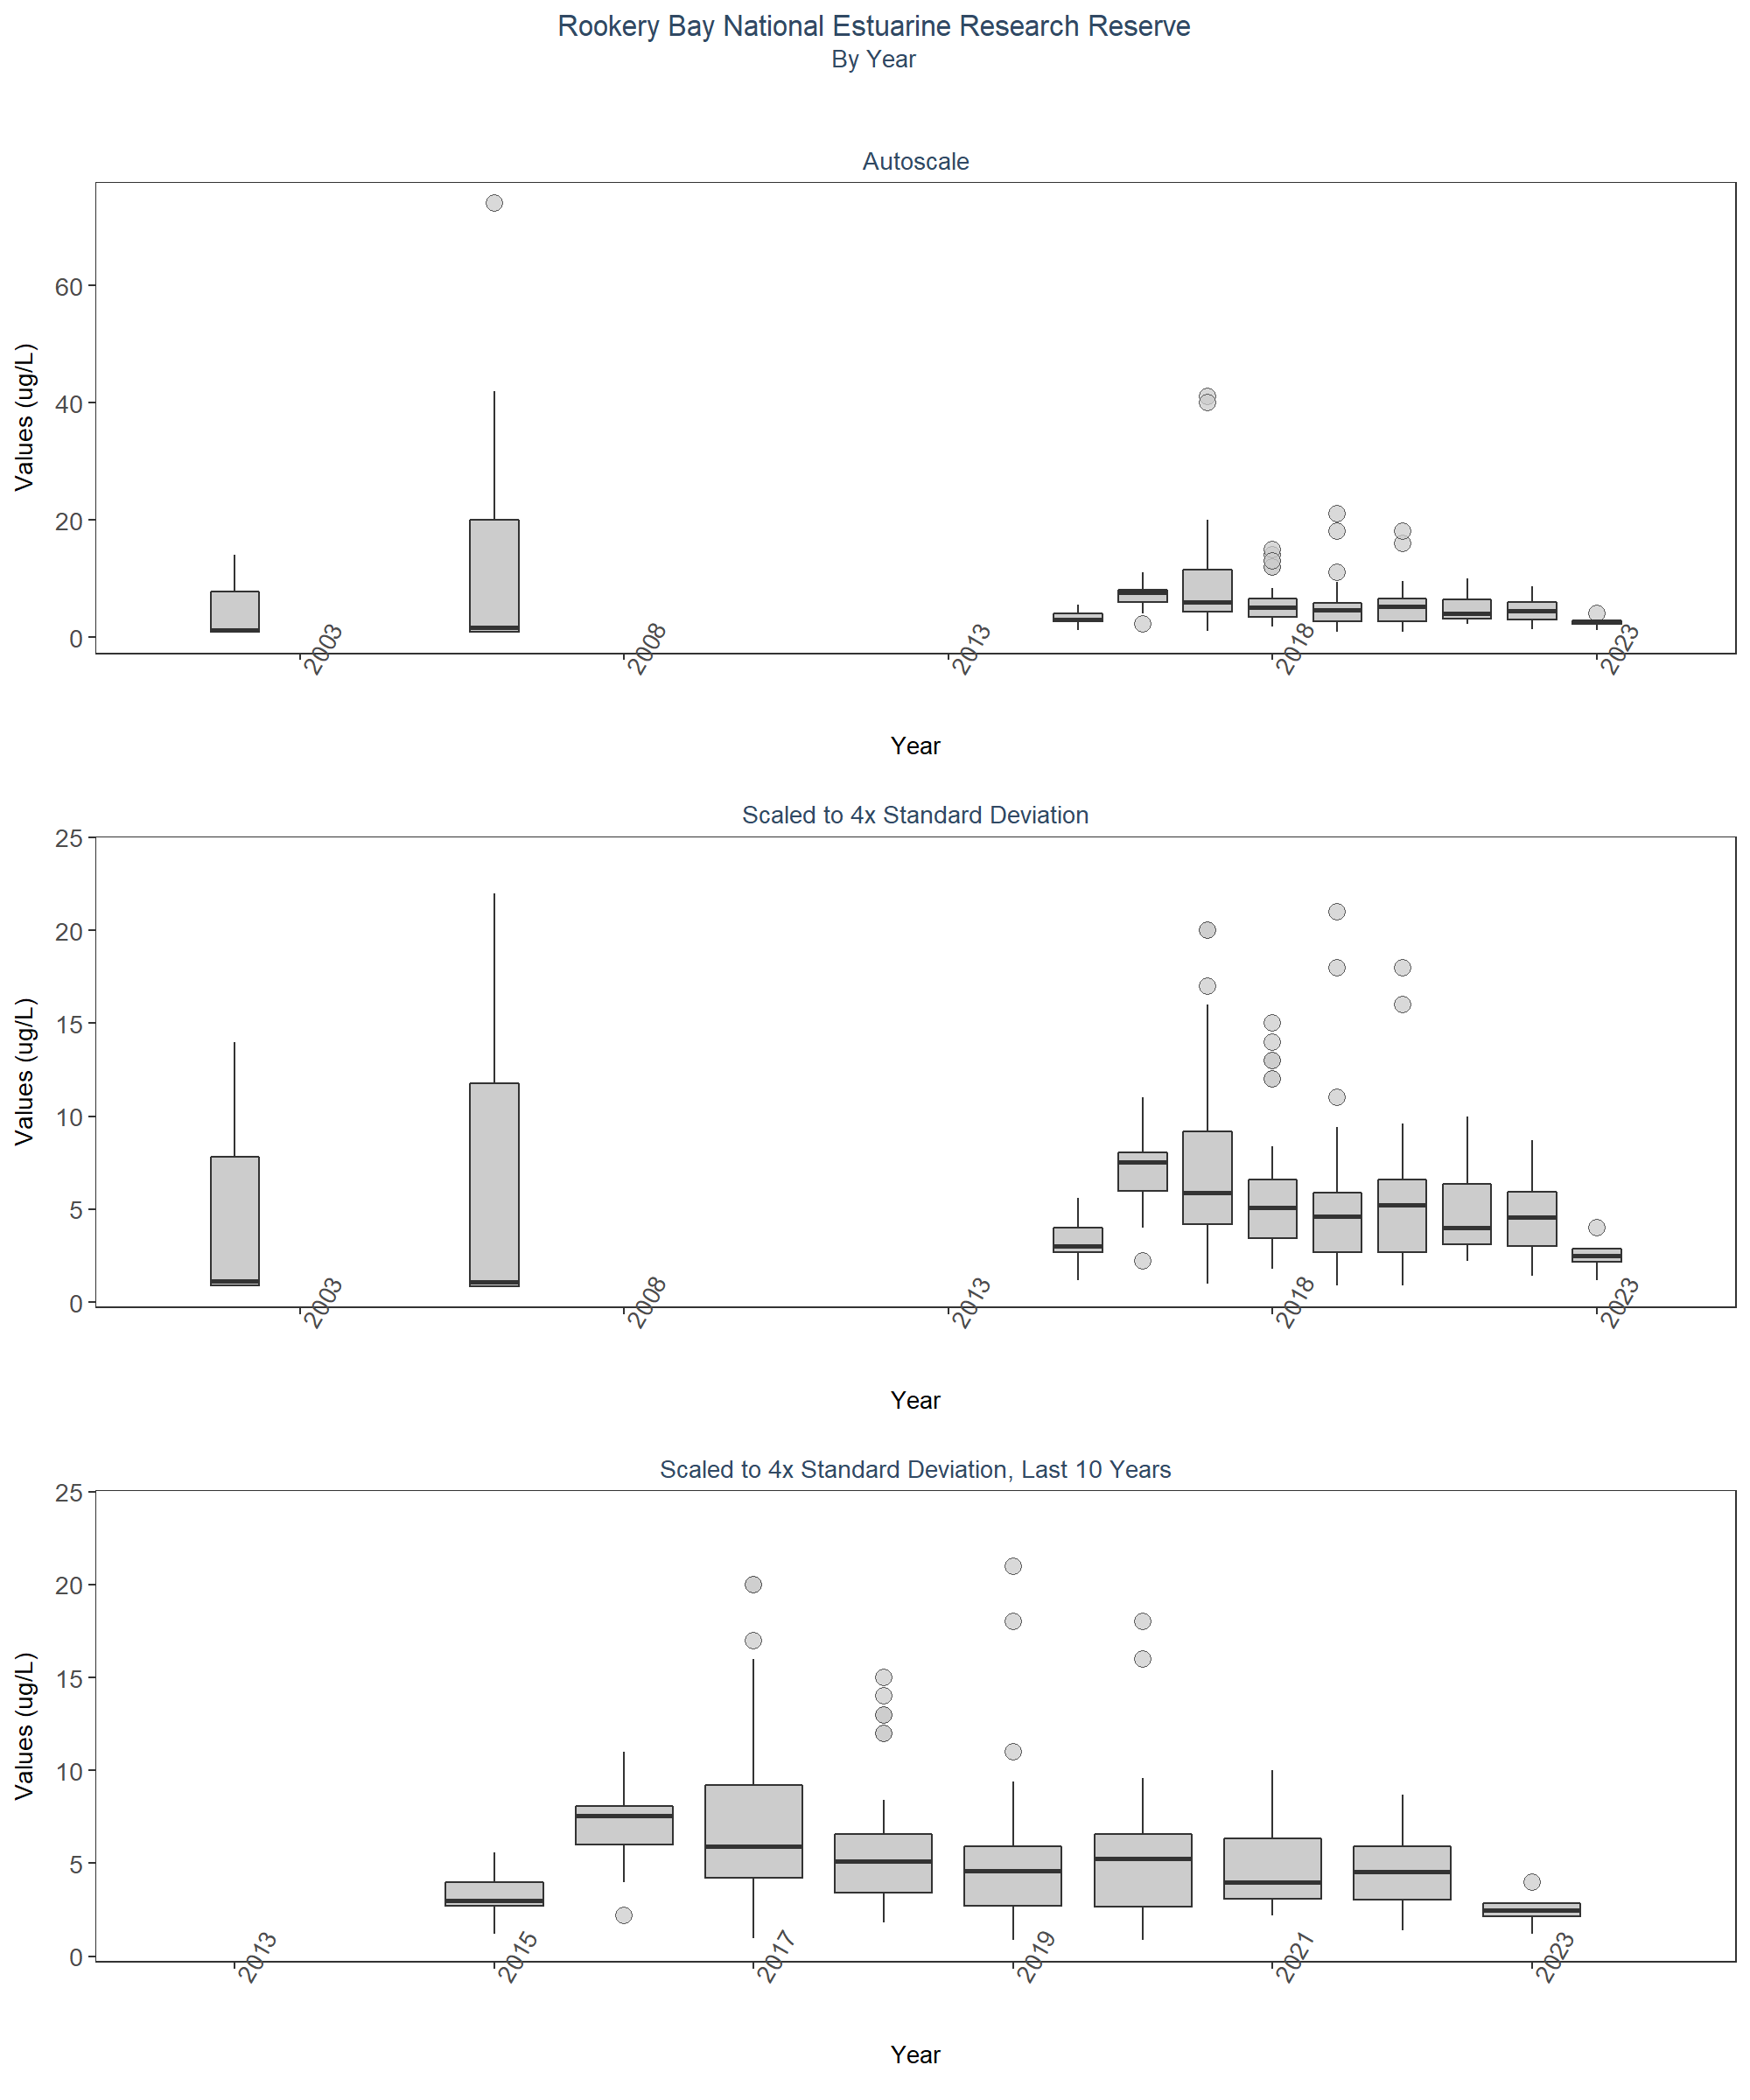 Rookery Bay National Estuarine Research Reserve
By Year
Autoscale
Values (ug/L)
60
40
20
0
2003
2008
2013
2018
2023
Year
Scaled to 4x Standard Deviation
Values (ug/L)
25
20
15
10
5
0
2003
2008
2013
2018
2023
Year
Scaled to 4x Standard Deviation, Last 10 Years
Values (ug/L)
25
20
15
10
5
0
2013
2015
2017
2019
2021
2023
Year